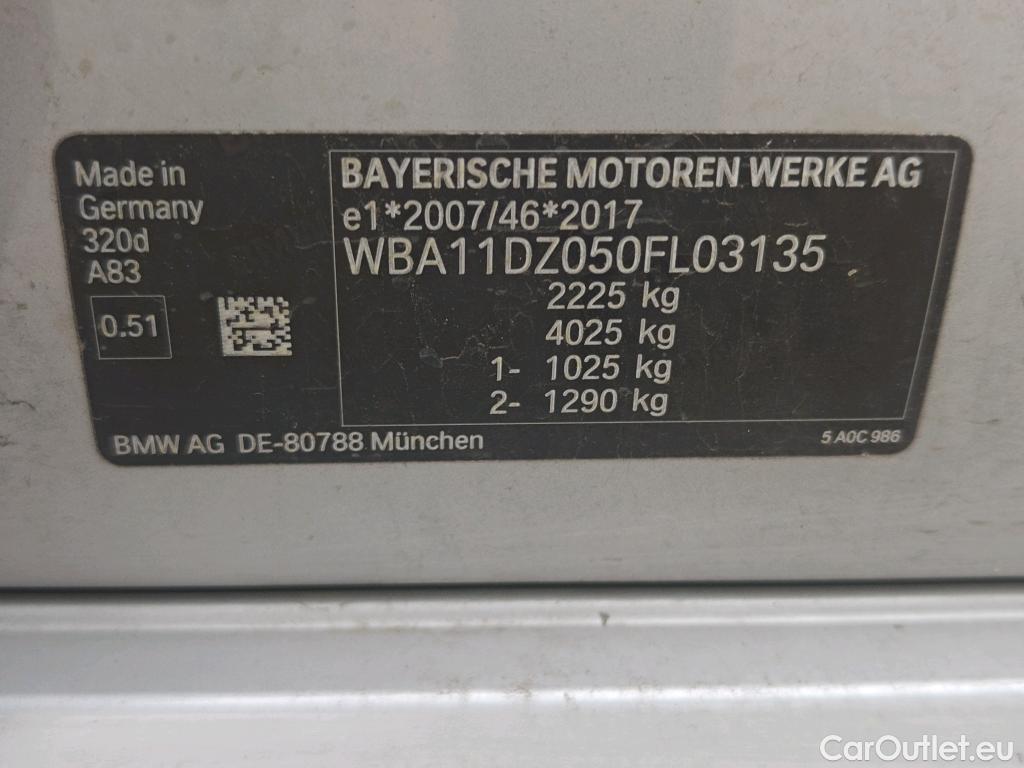 Made in
Germany
320d
A83
0.51
BAYERISCHE MOTOREN WERKE AG
e1*2007/46*2017
WBA11DZ050FL03135
2225 kg
4025 kg
1- 1025 kg
2- 1290 kg
BMW AG DE-80788 München
5 A0C 986
CarOutlet.eu